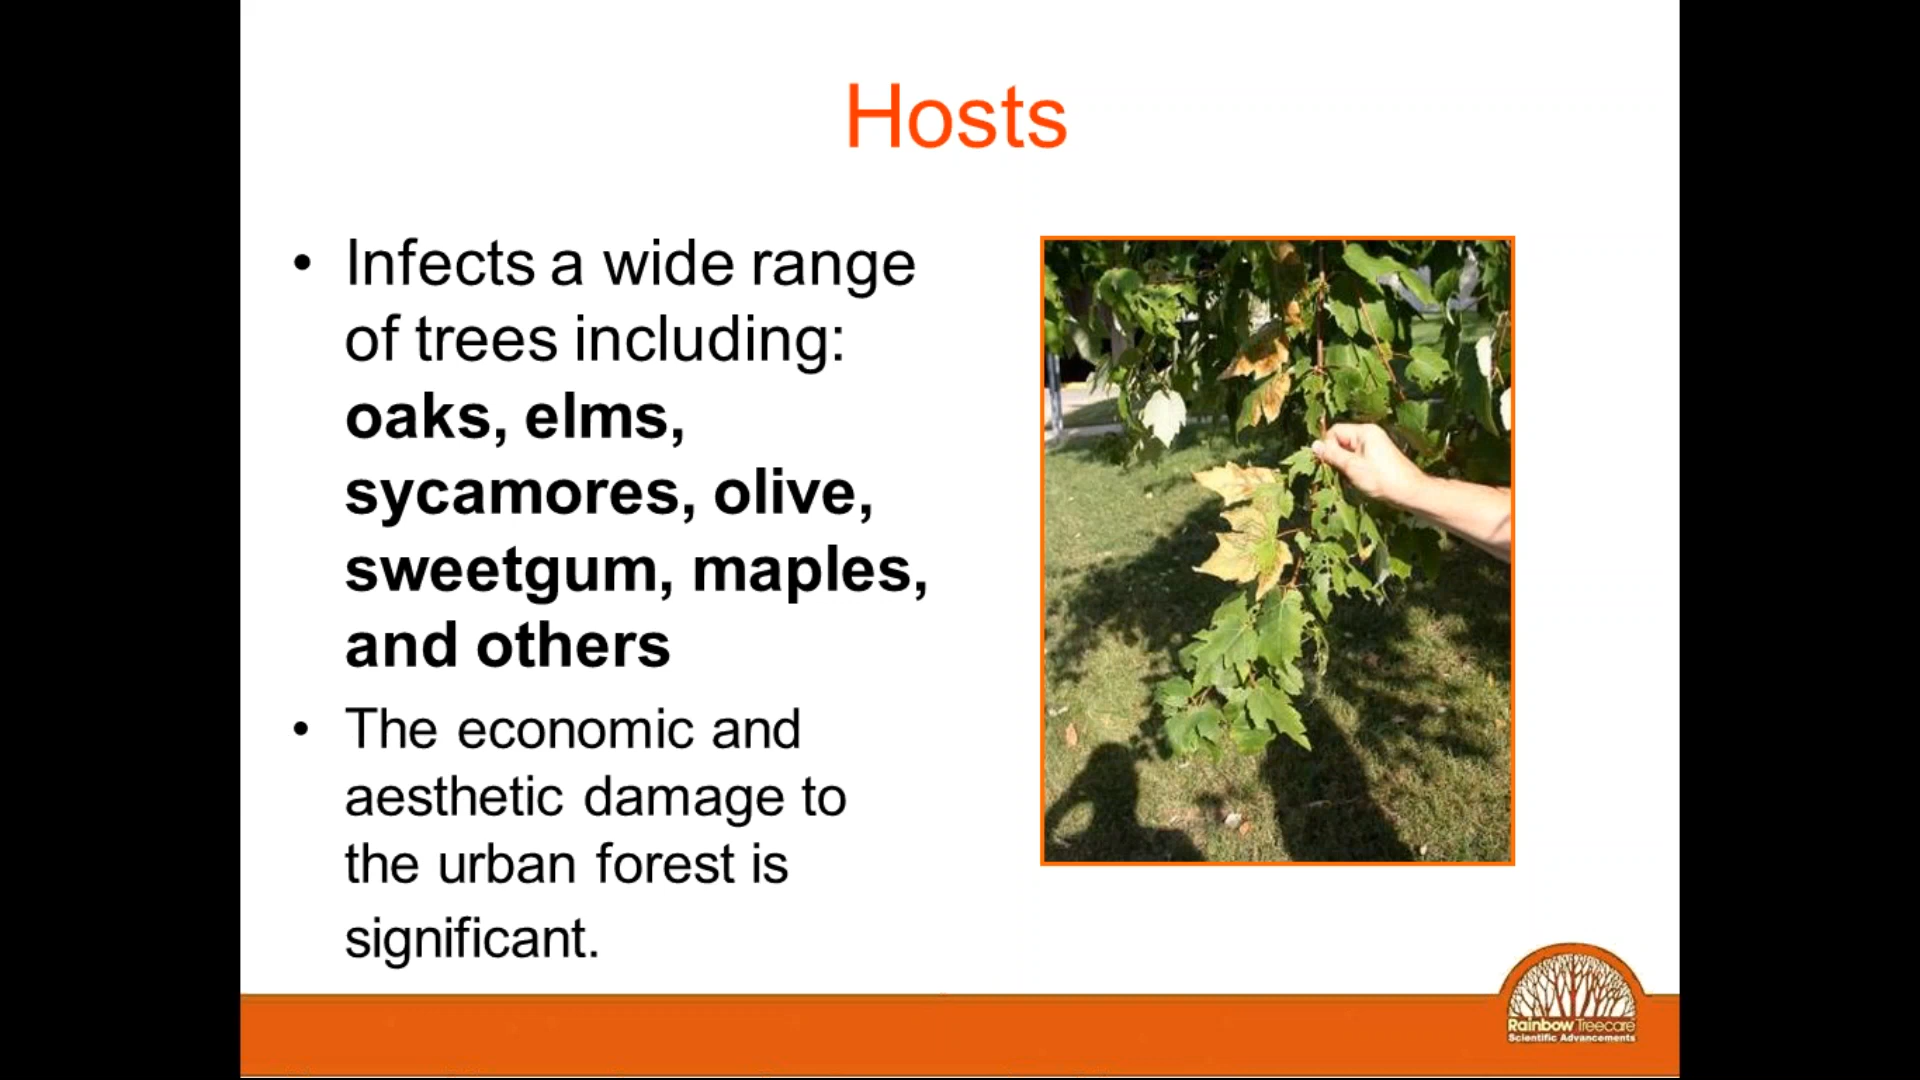 Hosts
• Infects a wide range
of trees including:
oaks, elms,
sycamores, olive,
sweetgum, maples,
and others
• The economic and
aesthetic damage to
the urban forest is
significant.
Rainbow Treecare
Scientific Advancements